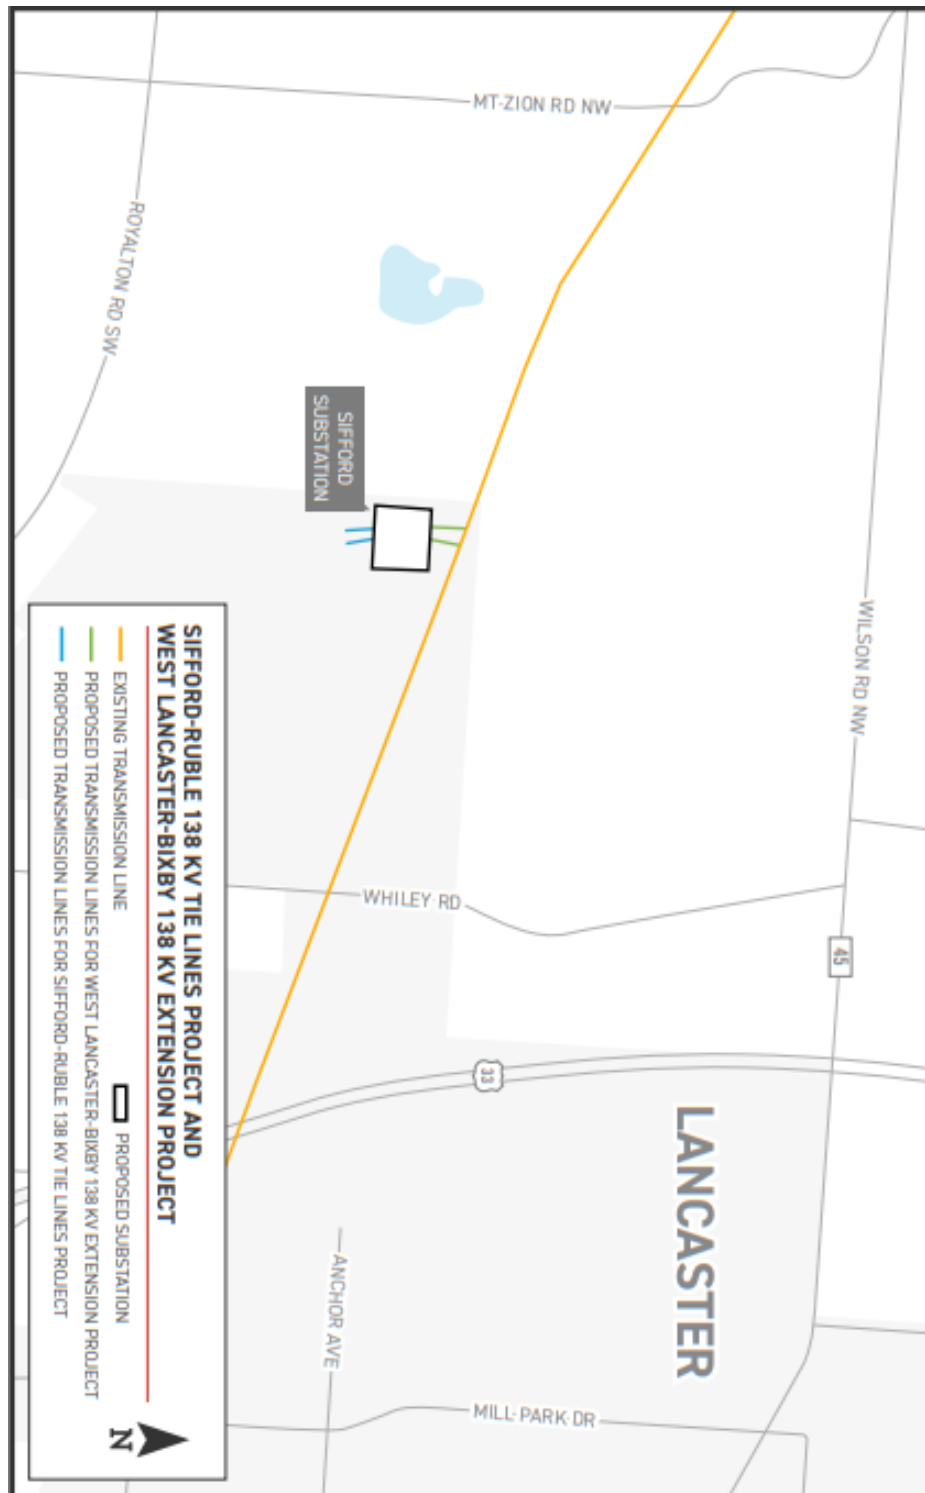 MT-ZION RD NW
ROYALTON RD SW
SIFFORD
SUBSTATION
WILSON RD NW
WHILEY RD
45
33
LANCASTER
ANCHOR AVE
MILL PARK DR
SIFFORD-RUBLE 138 KV TIE LINES PROJECT AND
WEST LANCASTER-BIXBY 138 KV EXTENSION PROJECT
EXISTING TRANSMISSION LINE
PROPOSED SUBSTATION
PROPOSED TRANSMISSION LINES FOR WEST LANCASTER-BIXBY 138 KV EXTENSION PROJECT
PROPOSED TRANSMISSION LINES FOR SIFFORD-RUBLE 138 KV TIE LINES PROJECT
N